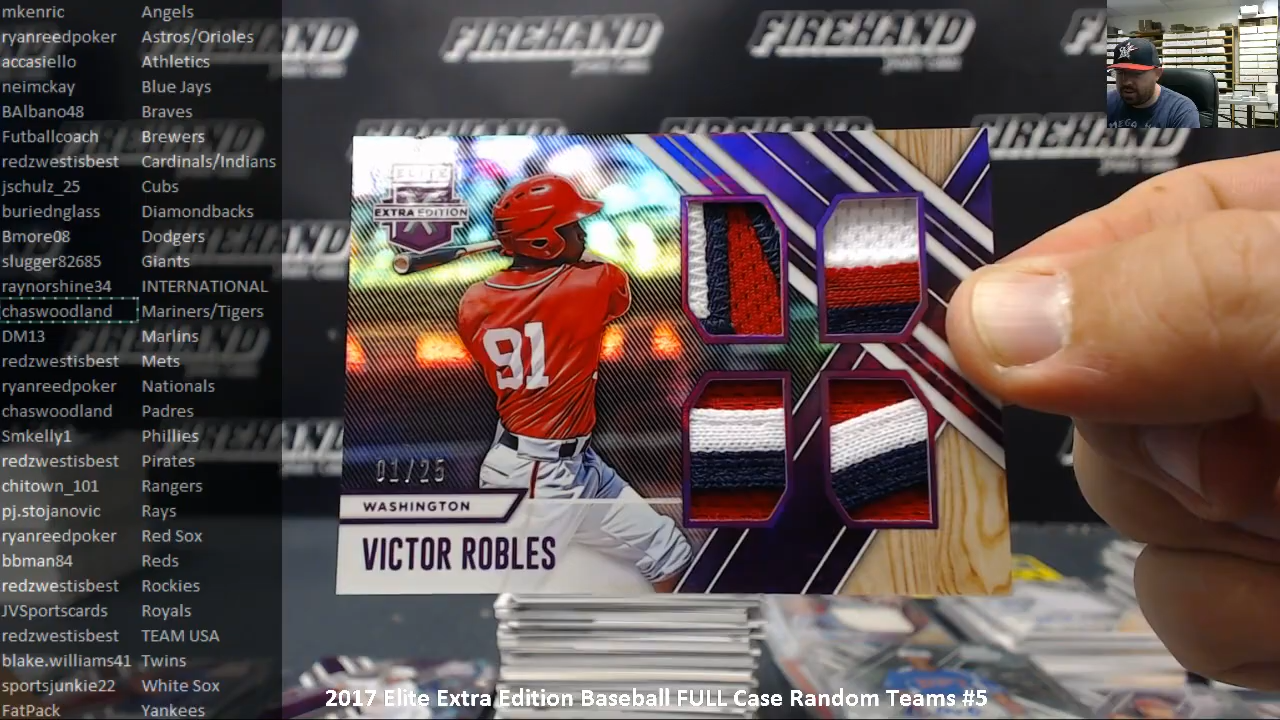 mkenric Angels
ryanreedpoker Astros/Orioles
accasiello Athletics
neimckay Blue Jays
BAlbano48 Braves
Futballcoach Brewers
redzwestisbest Cardinals/Indians
jschulz_25 Cubs
buriednglass Diamondbacks
Bmore08 Dodgers
slugger82685 Giants
raynorshine34 INTERNATIONAL
chaswoodland Mariners/Tigers
DM13 Marlins
redzwestisbest Mets
ryanreedpoker Nationals
chaswoodland Padres
Smkelly1 Phillies
redzwestisbest Pirates
chitown_101 Rangers
pj.stojanovic Rays
ryanreedpoker Red Sox
bbman84 Reds
redzwestisbest Rockies
JVSportscards Royals
redzwestisbest TEAM USA
blake.williams41 Twins
sportsjunkie22 White Sox
FatPack Yankees
FIREHAND
FIREHAND
ELITE
EXTRA EDITION
91
01/25
WASHINGTON
VICTOR ROBLES
2017 Elite Extra Edition Baseball FULL Case Random Teams #5